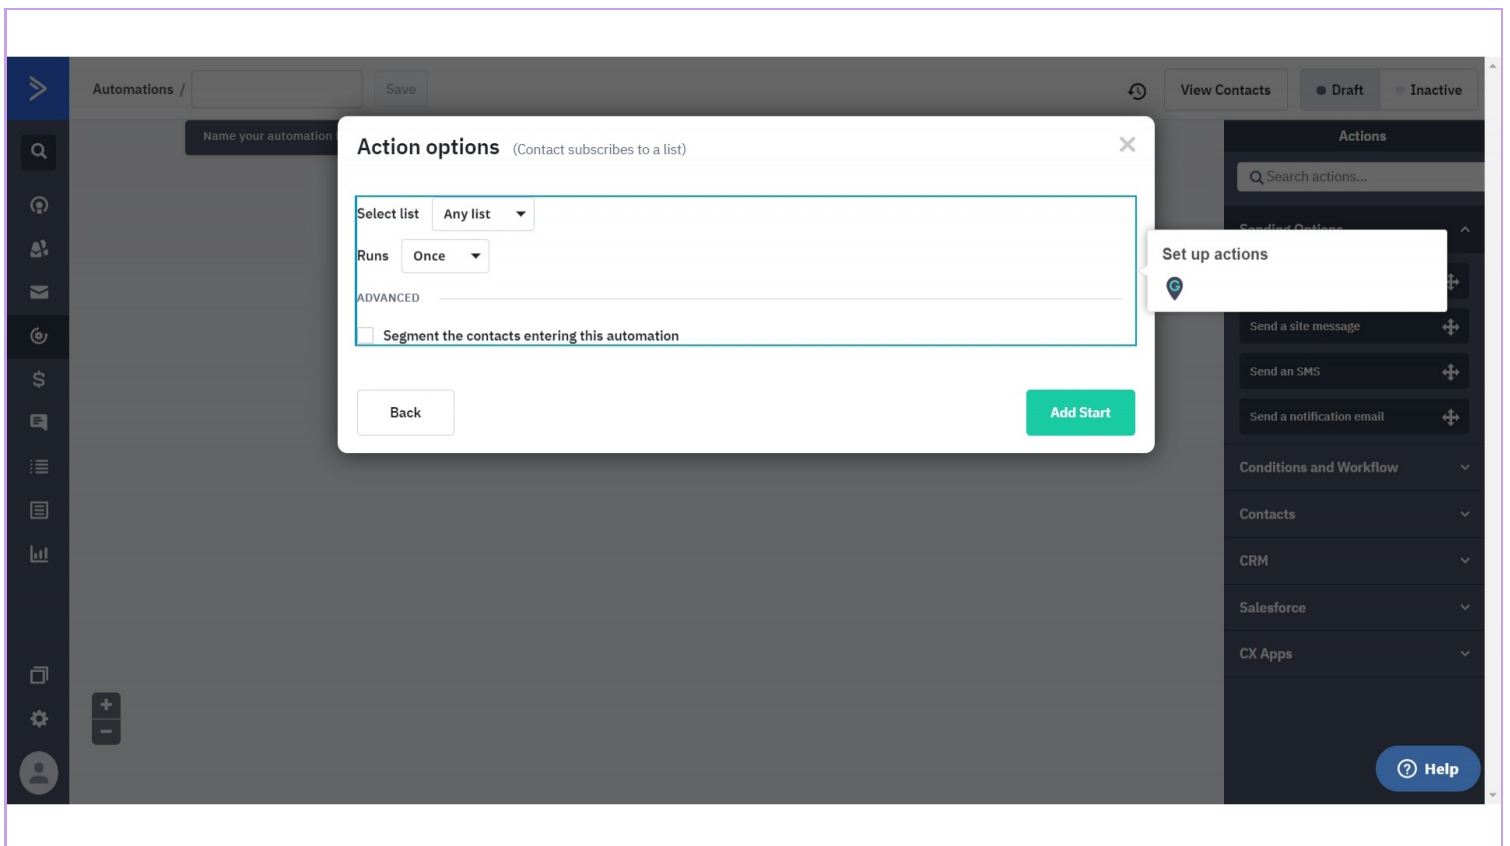 Automations /
Save
View Contacts
Draft
Inactive
Name your automation
Actions
Action options (Contact subscribes to a list)
Search actions...
Select list Any list
Sending Options
Runs Once
Set up actions
G
ADVANCED
Segment the contacts entering this automation
Send a site message
Send an SMS
Back
Add Start
Send a notification email
Conditions and Workflow
Contacts
CRM
Salesforce
CX Apps
Help